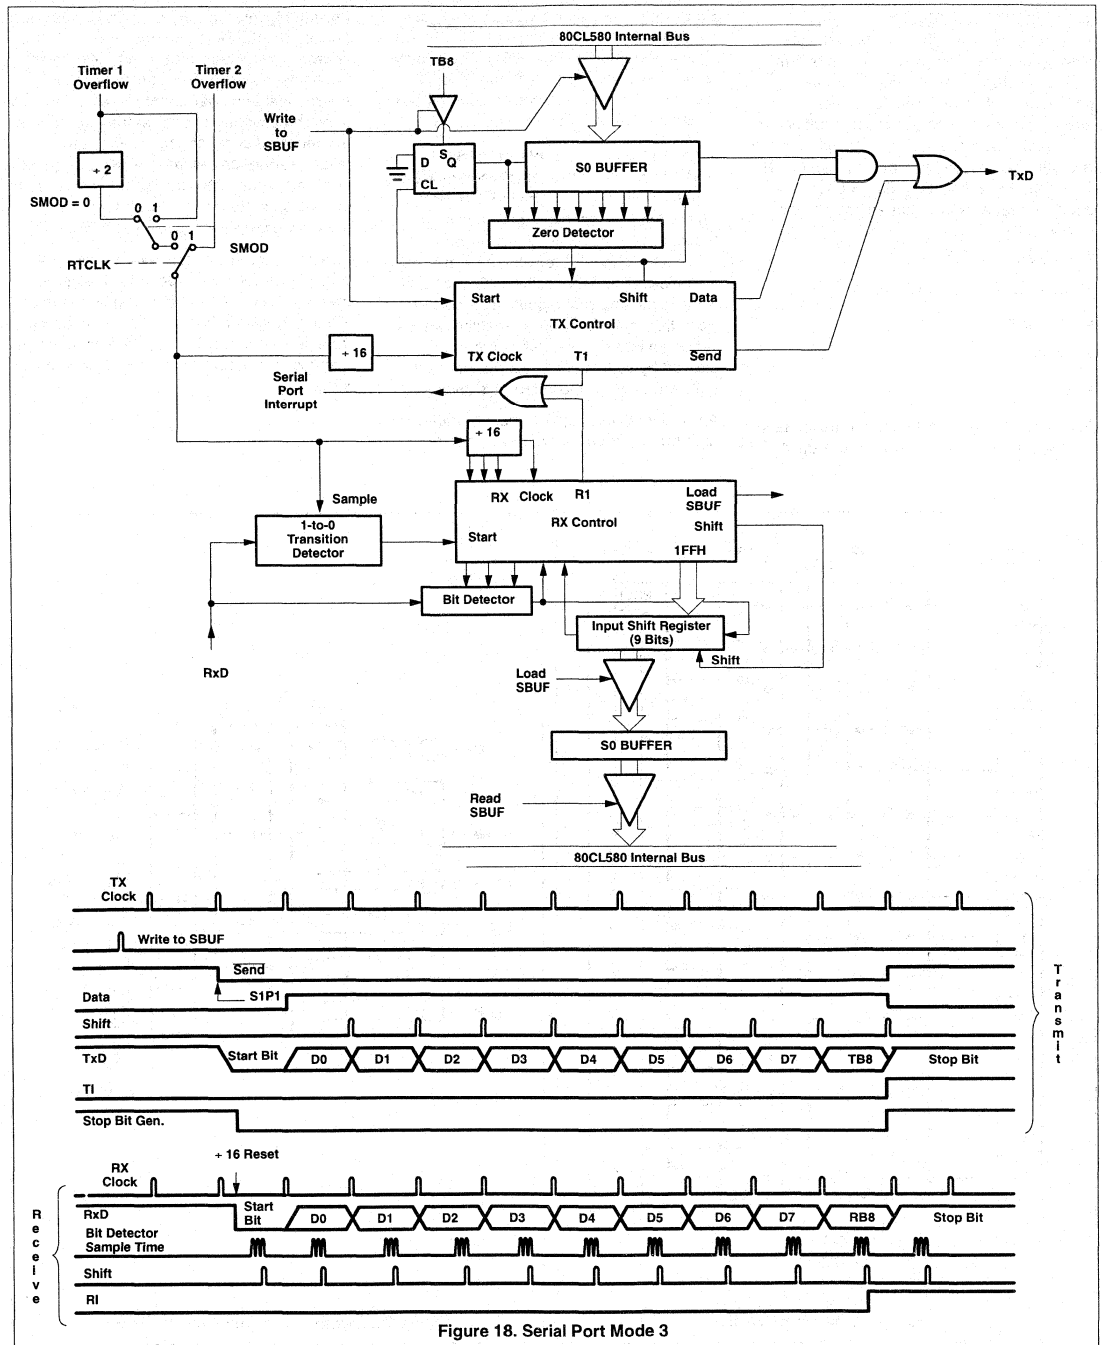 80CL580 Internal Bus
Timer 1
Overflow
Timer 2
Overflow
TB8
Write
to
SBUF
÷ 2
SMOD = 0
0 1
0 1
SMOD
RTCLK
D
S
Q
CL
S0 BUFFER
TxD
Zero Detector
Start
Shift
Data
TX Control
÷ 16
TX Clock
T1
Send
Serial
Port
Interrupt
÷ 16
Sample
RX Clock
R1
Load
SBUF
1-to-0
Transition
Detector
RX Control
Start
Shift
1FFH
Bit Detector
Input Shift Register
(9 Bits)
Shift
RxD
Load
SBUF
S0 BUFFER
Read
SBUF
80CL580 Internal Bus
TX
Clock
Write to SBUF
Send
S1P1
Data
Shift
TxD
Start Bit
D0
D1
D2
D3
D4
D5
D6
D7
TB8
Stop Bit
TI
Stop Bit Gen.
Transmit
÷ 16 Reset
RX
Clock
RxD
Start
Bit
D0
D1
D2
D3
D4
D5
D6
D7
RB8
Stop Bit
Bit Detector
Sample Time
Shift
RI
Receive
Figure 18. Serial Port Mode 3